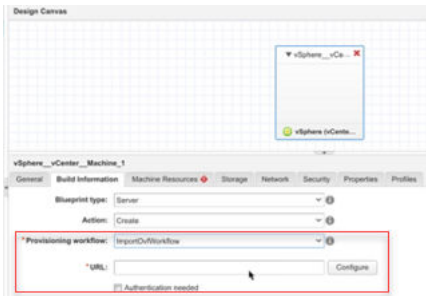 Design Canvas
vSphere__vCe...
vSphere (vCente...
vSphere__vCenter__Machine_1
General Build Information Machine Resources Storage Network Security Properties Profiles
Blueprint type: Server
Action: Create
*Provisioning workflow: ImportOvfWorkflow
*URL: Configure
Authentication needed